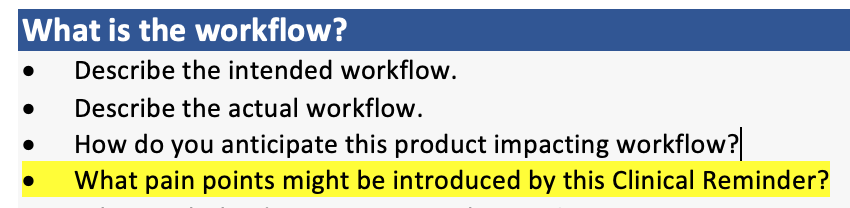 What is the workflow?
• Describe the intended workflow.
• Describe the actual workflow.
• How do you anticipate this product impacting workflow?
• What pain points might be introduced by this Clinical Reminder?